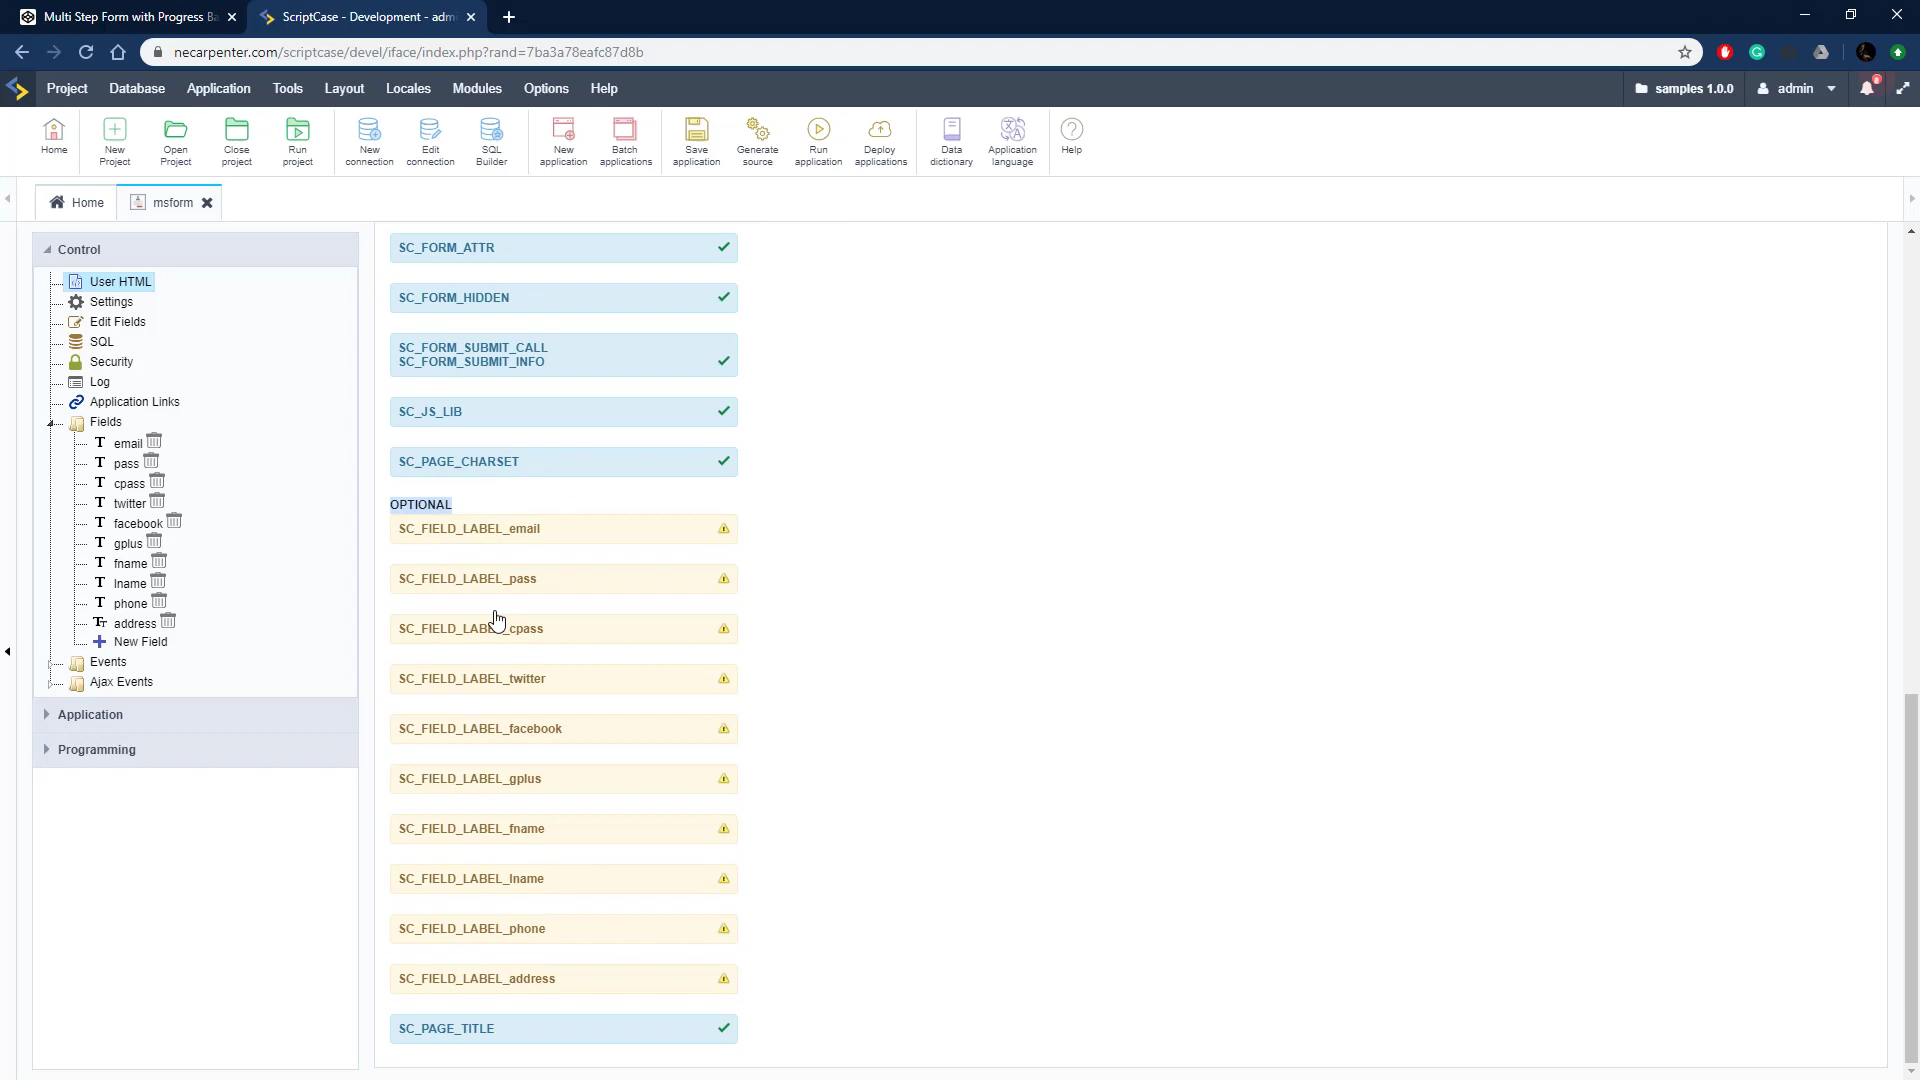 Multi Step Form with Progress Ba
ScriptCase - Development - adm
necarpenter.com/scriptcase/devel/iface/index.php?rand=7ba3a78eafc87d8b
Project
Database
Application
Tools
Layout
Locales
Modules
Options
Help
samples 1.0.0
admin
8
Home
New
Project
Open
Project
Close
project
Run
project
New
connection
Edit
connection
SQL
Builder
New
application
Batch
applications
Save
application
Generate
source
Run
application
Deploy
applications
Data
dictionary
Application
language
Help
Home
msform
Control
User HTML
Settings
Edit Fields
SQL
Security
Log
Application Links
Fields
email
pass
cpass
twitter
facebook
gplus
fname
lname
phone
address
New Field
Events
Ajax Events
Application
Programming
SC_FORM_ATTR
SC_FORM_HIDDEN
SC_FORM_SUBMIT_CALL
SC_FORM_SUBMIT_INFO
SC_JS_LIB
SC_PAGE_CHARSET
OPTIONAL
SC_FIELD_LABEL_email
SC_FIELD_LABEL_pass
SC_FIELD_LABEL_cpass
SC_FIELD_LABEL_twitter
SC_FIELD_LABEL_facebook
SC_FIELD_LABEL_gplus
SC_FIELD_LABEL_fname
SC_FIELD_LABEL_lname
SC_FIELD_LABEL_phone
SC_FIELD_LABEL_address
SC_PAGE_TITLE